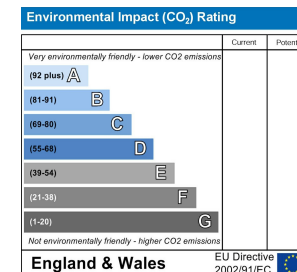 Environmental Impact (CO₂) Rating
Current Potent
Very environmentally friendly - lower CO2 emissions
(92 plus) A
(81-91) B
(69-80) C
(55-68) D
(39-54) E
(21-38) F
(1-20) G
Not environmentally friendly - higher CO2 emissions
England & Wales
EU Directive
2002/91/EC